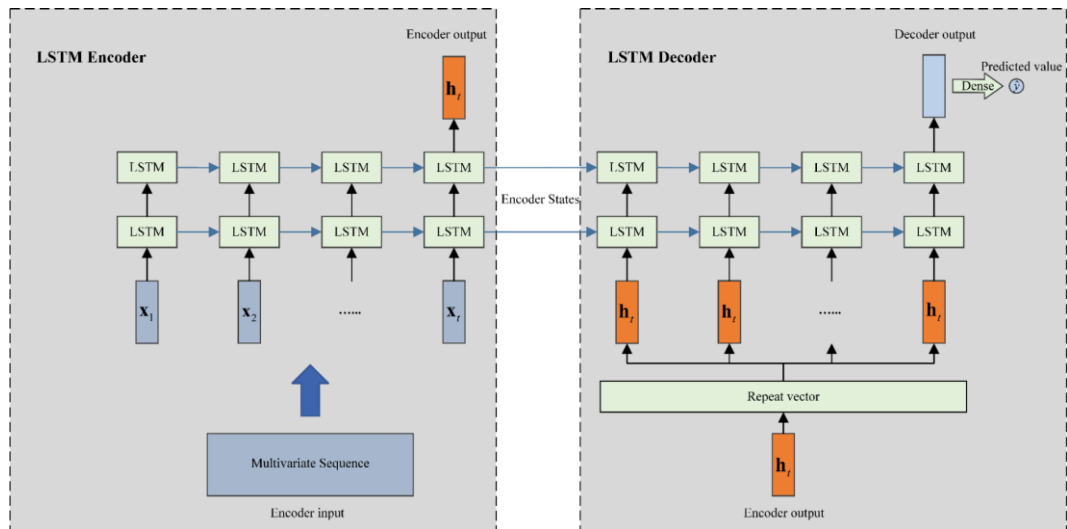 LSTM Encoder
Encoder output
h_t
LSTM LSTM LSTM LSTM
LSTM LSTM LSTM LSTM
x_1 x_2 ...... x_t
Multivariate Sequence
Encoder input
Encoder States
LSTM Decoder
Decoder output
Predicted value
Dense ŷ
LSTM LSTM LSTM LSTM
LSTM LSTM LSTM LSTM
h_t h_t ...... h_t
Repeat vector
h_t
Encoder output